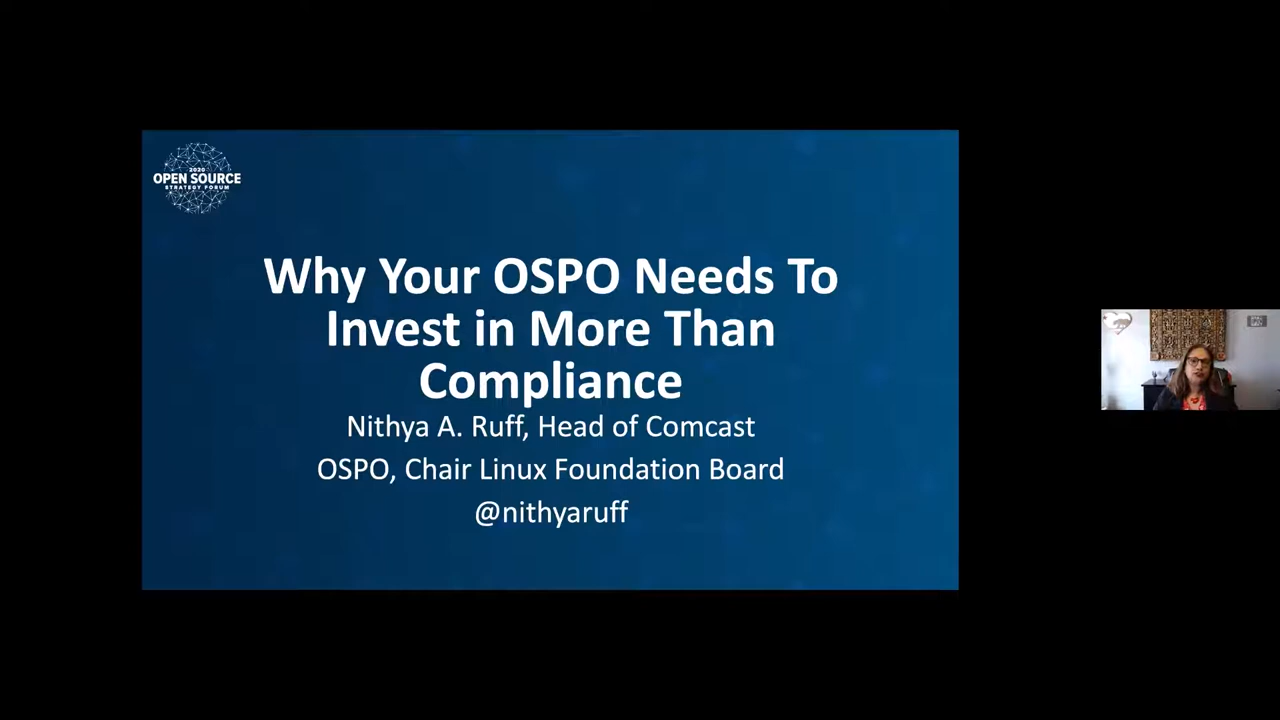 2020
OPEN SOURCE
STRATEGY FORUM
Why Your OSPO Needs To
Invest in More Than
Compliance
Nithya A. Ruff, Head of Comcast
OSPO, Chair Linux Foundation Board
@nithyaruff